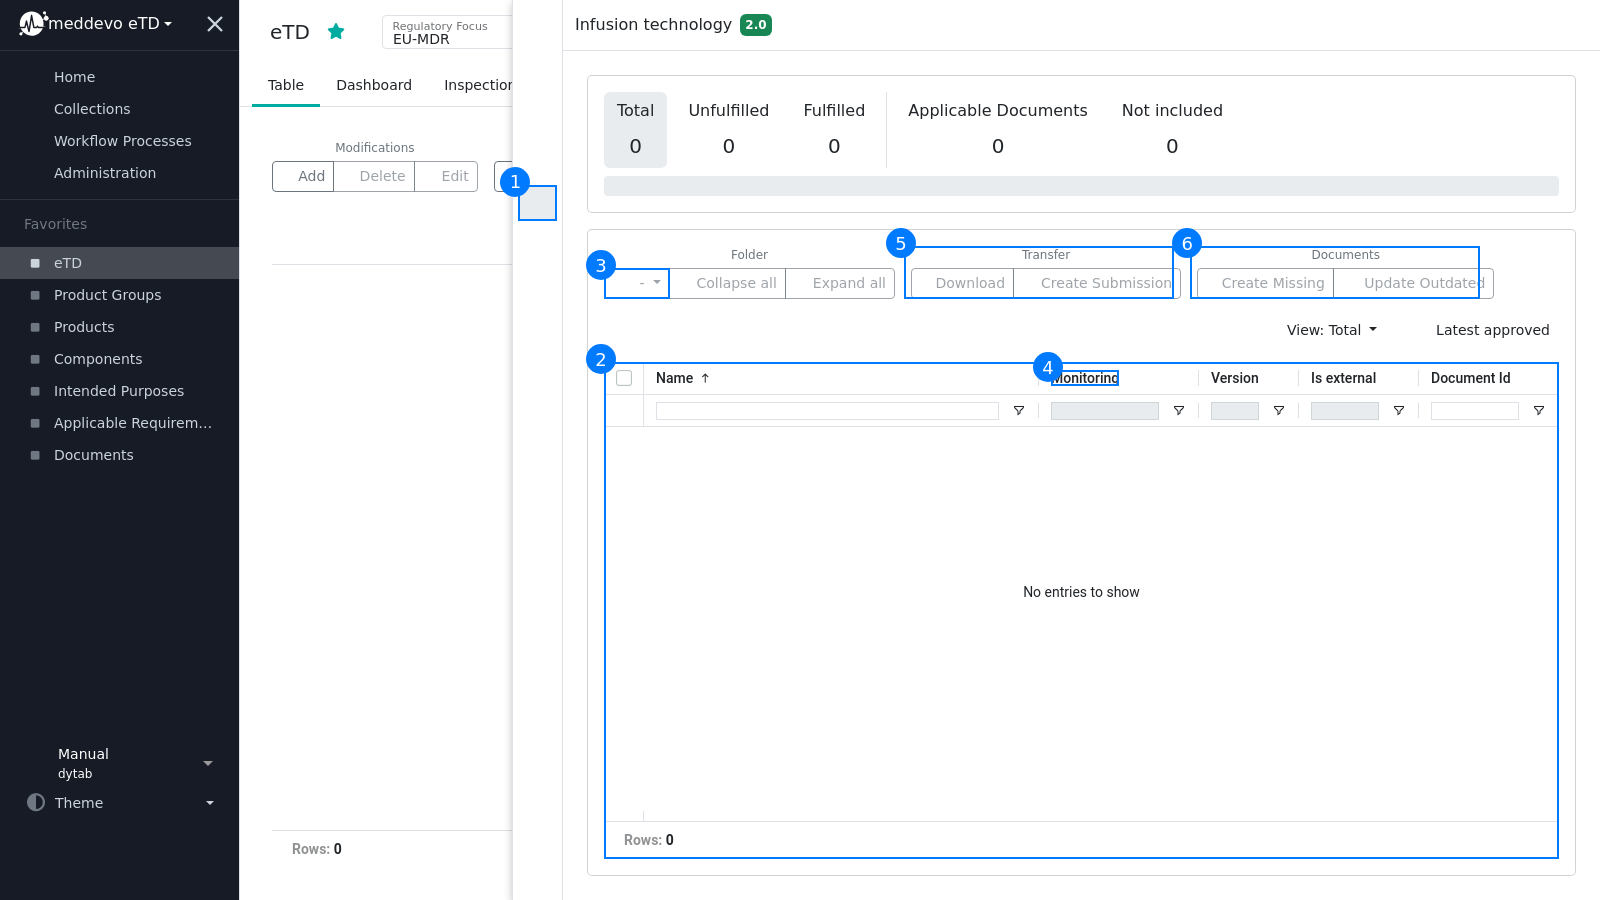 meddevo eTD
Home
Collections
Workflow Processes
Administration
Favorites
eTD
Product Groups
Products
Components
Intended Purposes
Applicable Requirem...
Documents
Manual
dytab
Theme
eTD
Regulatory Focus
EU-MDR
Table Dashboard Inspection
Modifications
Add Delete Edit
Rows: 0
1
Infusion technology 2.0
Total Unfulfilled Fulfilled Applicable Documents Not included
0 0 0 0 0
3 5 6
Folder Transfer Documents
- Collapse all Expand all Download Create Submission Create Missing Update Outdated
View: Total Latest approved
2 4
Name ↑ Monitoring Version Is external Document Id
No entries to show
Rows: 0